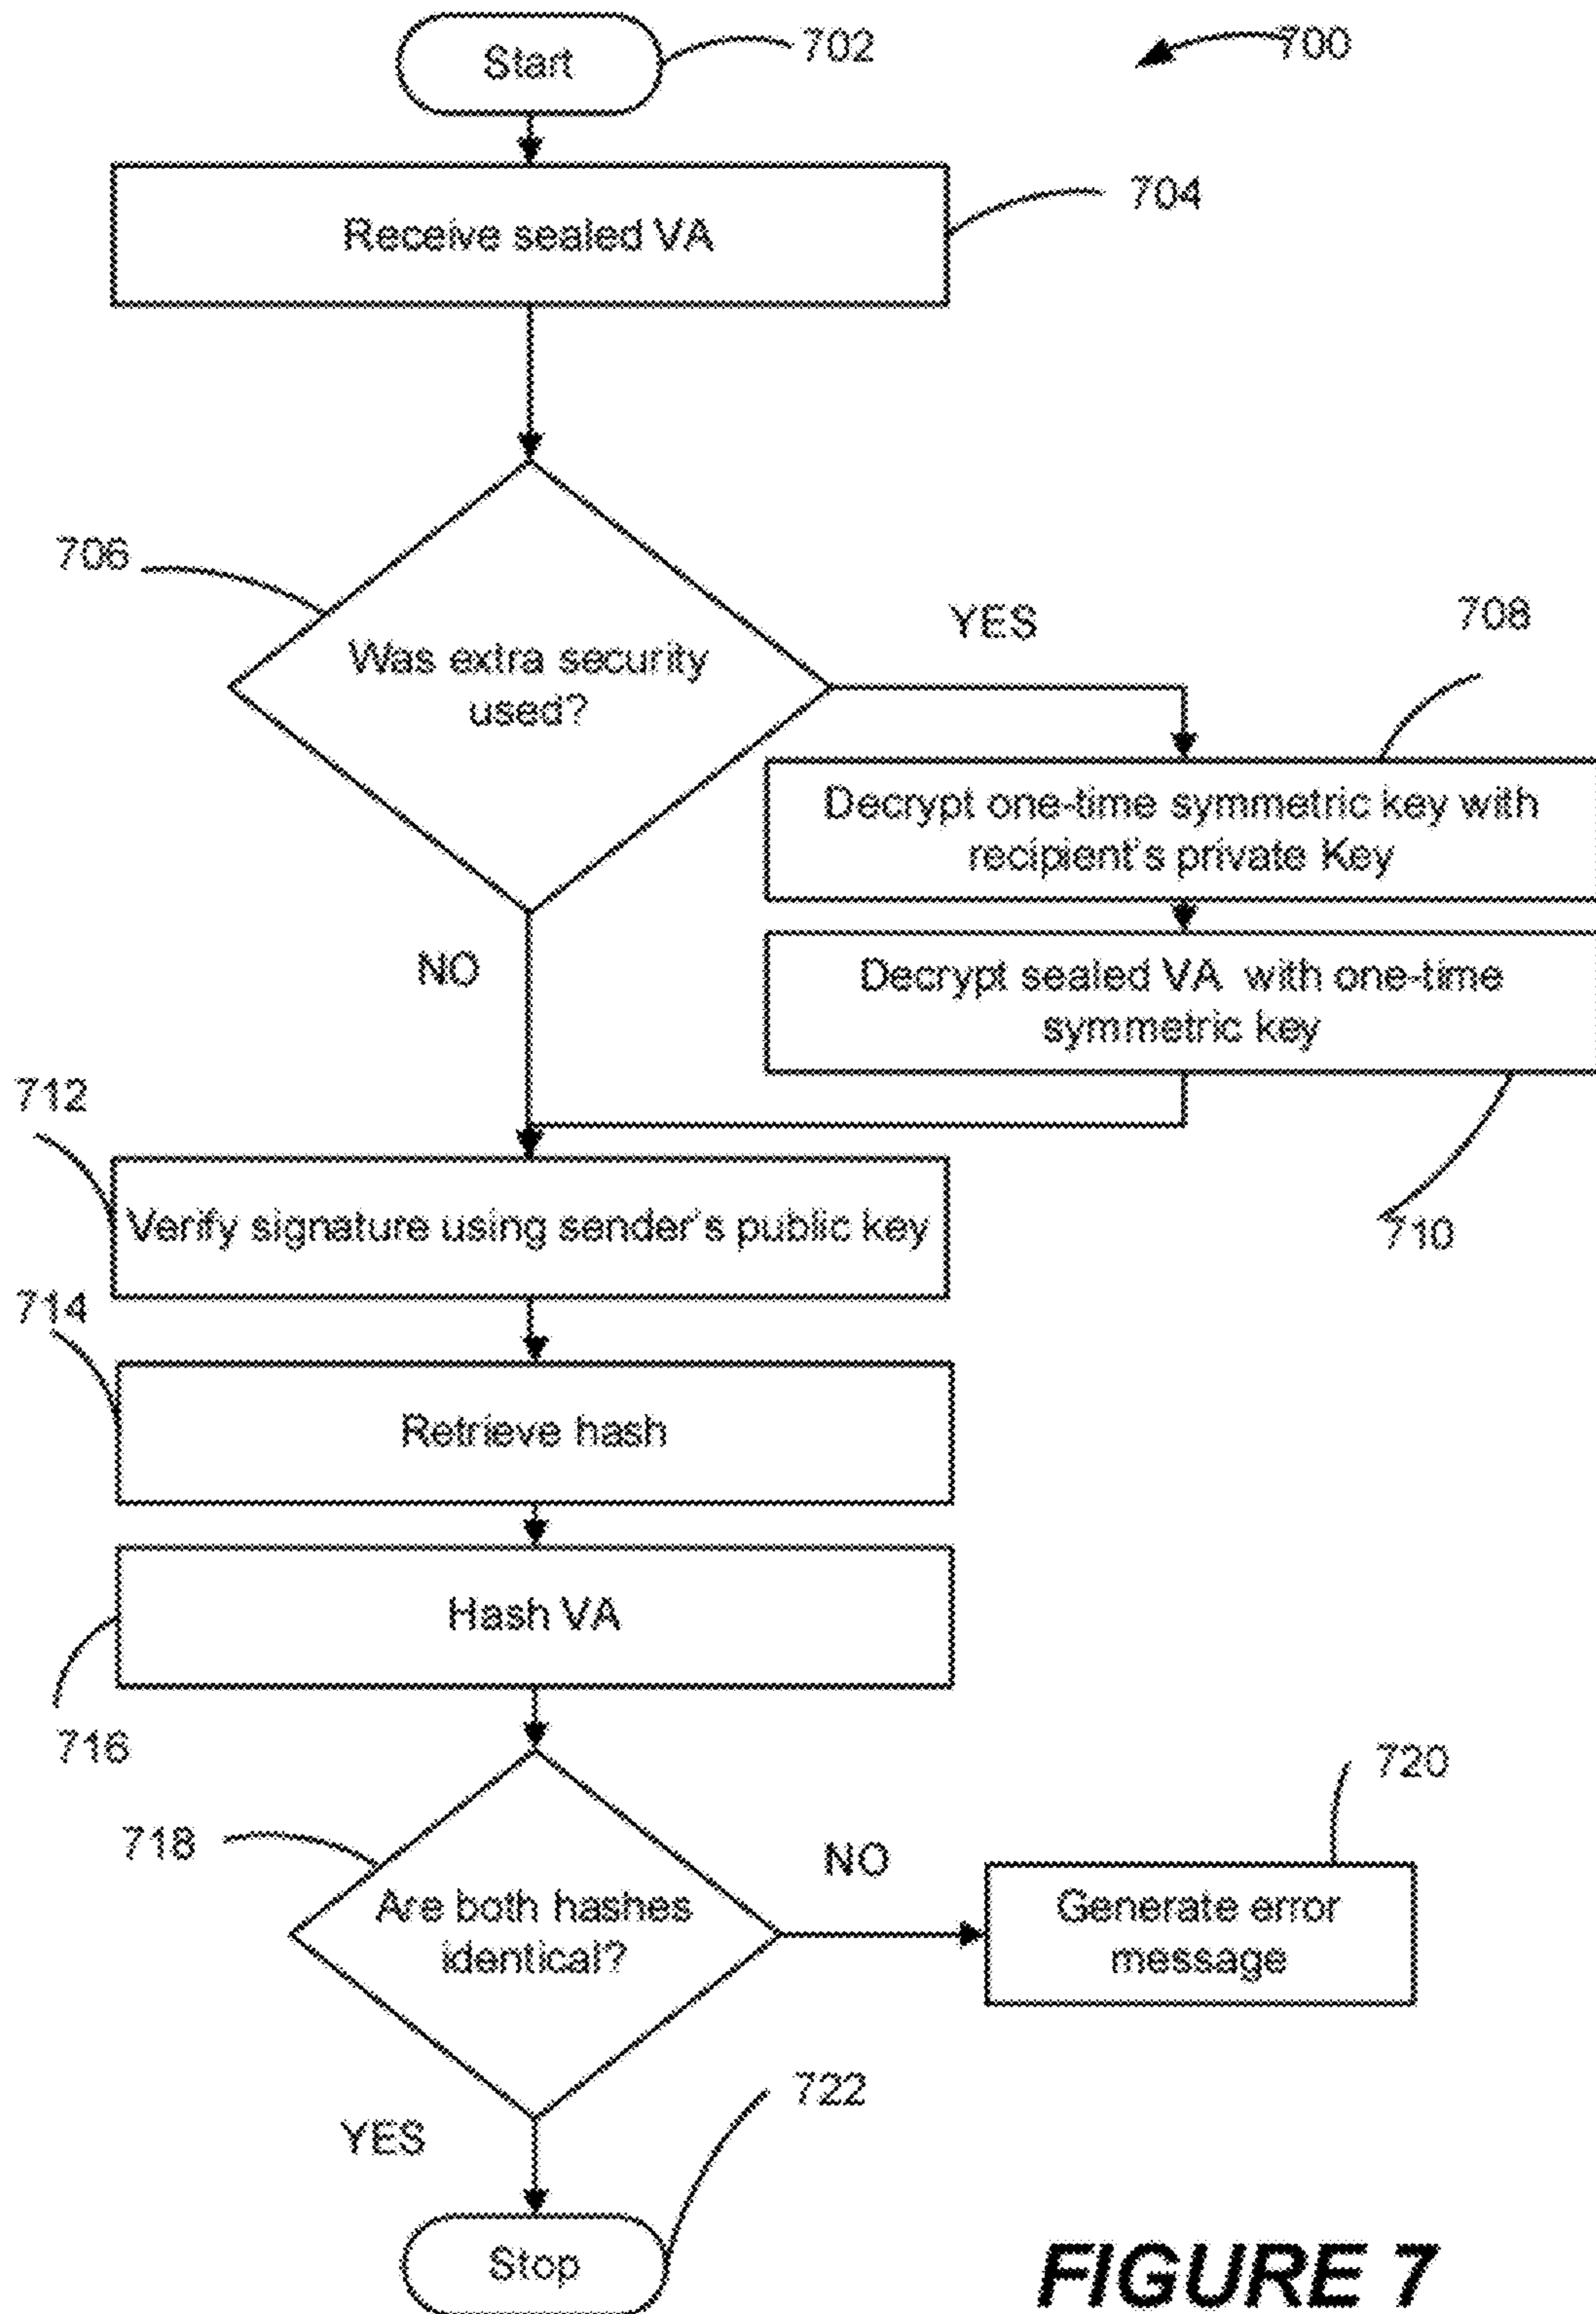 Start
702
700
Receive sealed VA
704
706
Was extra security
used?
YES
708
Decrypt one-time symmetric key with
recipient's private Key
NO
Decrypt sealed VA with one-time
symmetric key
710
712
Verify signature using sender's public key
714
Retrieve hash
Hash VA
716
718
Are both hashes
identical?
NO
720
Generate error
message
YES
722
Stop
FIGURE 7